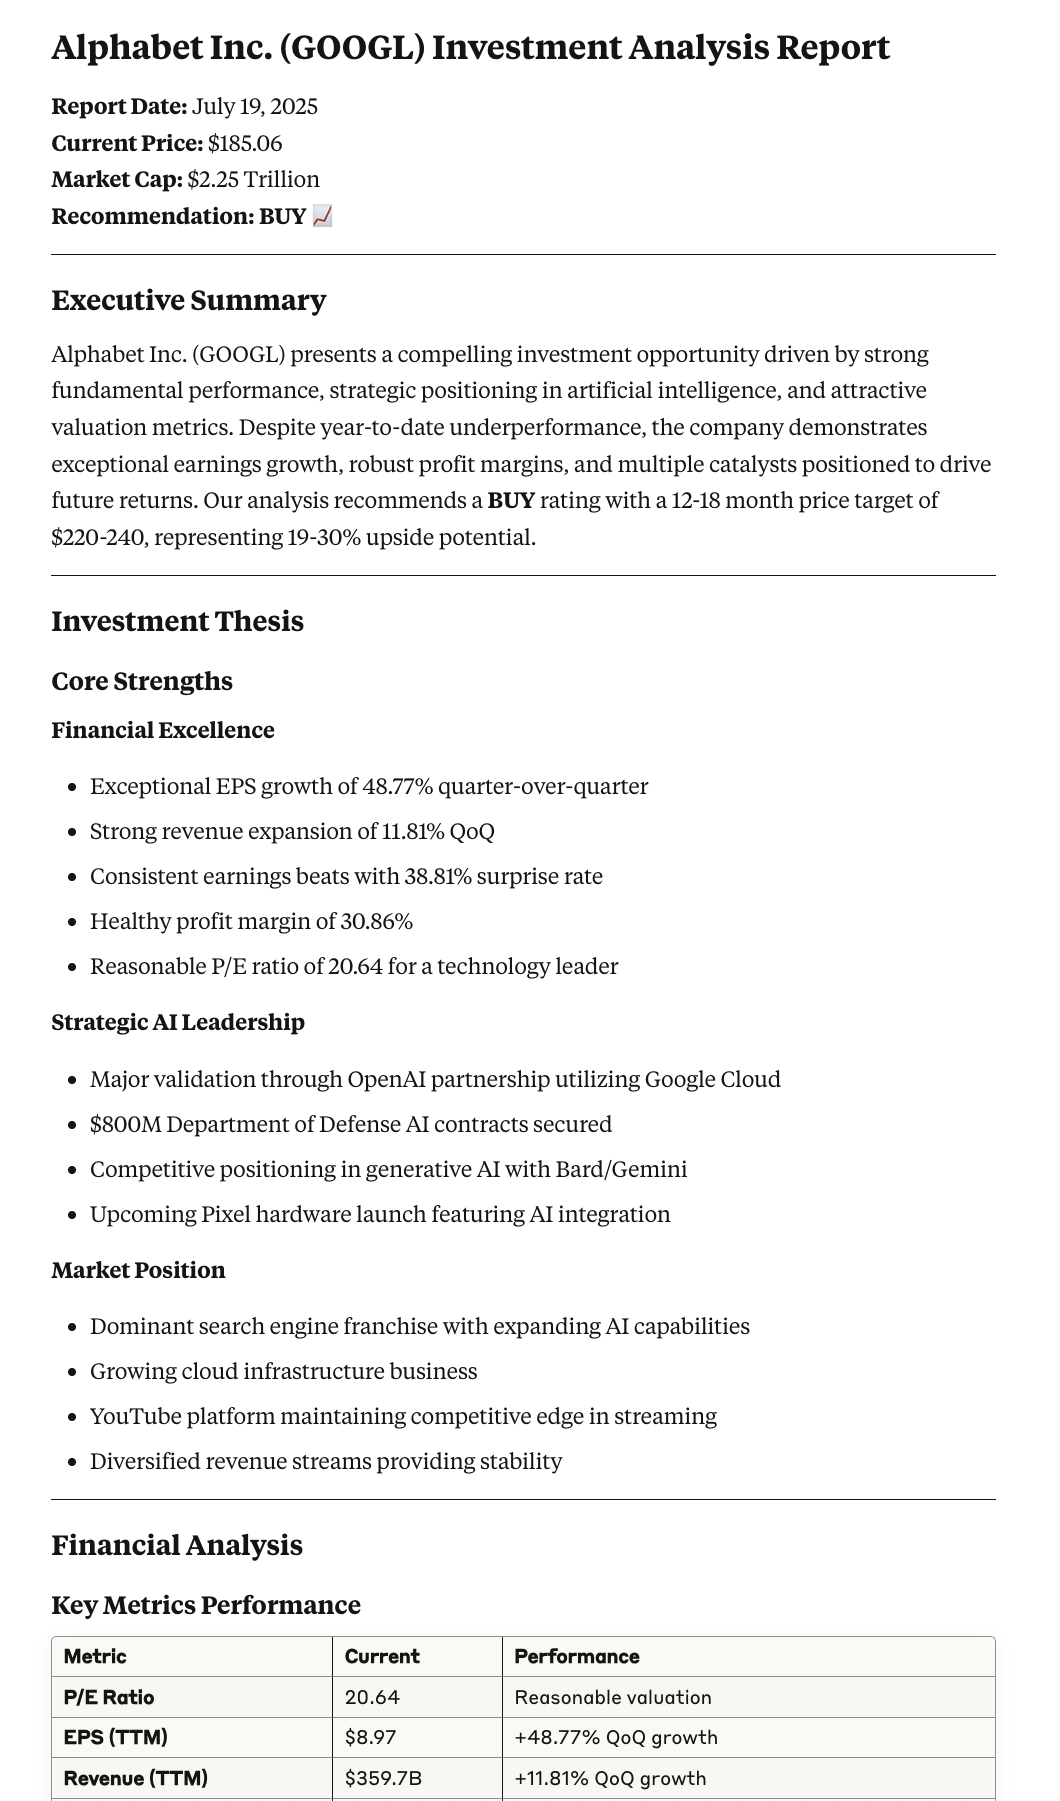 Alphabet Inc. (GOOGL) Investment Analysis Report
Report Date: July 19, 2025
Current Price: $185.06
Market Cap: $2.25 Trillion
Recommendation: BUY 📈
Executive Summary
Alphabet Inc. (GOOGL) presents a compelling investment opportunity driven by strong
fundamental performance, strategic positioning in artificial intelligence, and attractive
valuation metrics. Despite year-to-date underperformance, the company demonstrates
exceptional earnings growth, robust profit margins, and multiple catalysts positioned to drive
future returns. Our analysis recommends a BUY rating with a 12-18 month price target of
$220-240, representing 19-30% upside potential.
Investment Thesis
Core Strengths
Financial Excellence
• Exceptional EPS growth of 48.77% quarter-over-quarter
• Strong revenue expansion of 11.81% QoQ
• Consistent earnings beats with 38.81% surprise rate
• Healthy profit margin of 30.86%
• Reasonable P/E ratio of 20.64 for a technology leader
Strategic AI Leadership
• Major validation through OpenAI partnership utilizing Google Cloud
• $800M Department of Defense AI contracts secured
• Competitive positioning in generative AI with Bard/Gemini
• Upcoming Pixel hardware launch featuring AI integration
Market Position
• Dominant search engine franchise with expanding AI capabilities
• Growing cloud infrastructure business
• YouTube platform maintaining competitive edge in streaming
• Diversified revenue streams providing stability
Financial Analysis
Key Metrics Performance
Metric Current Performance
P/E Ratio 20.64 Reasonable valuation
EPS (TTM) $8.97 +48.77% QoQ growth
Revenue (TTM) $359.7B +11.81% QoQ growth